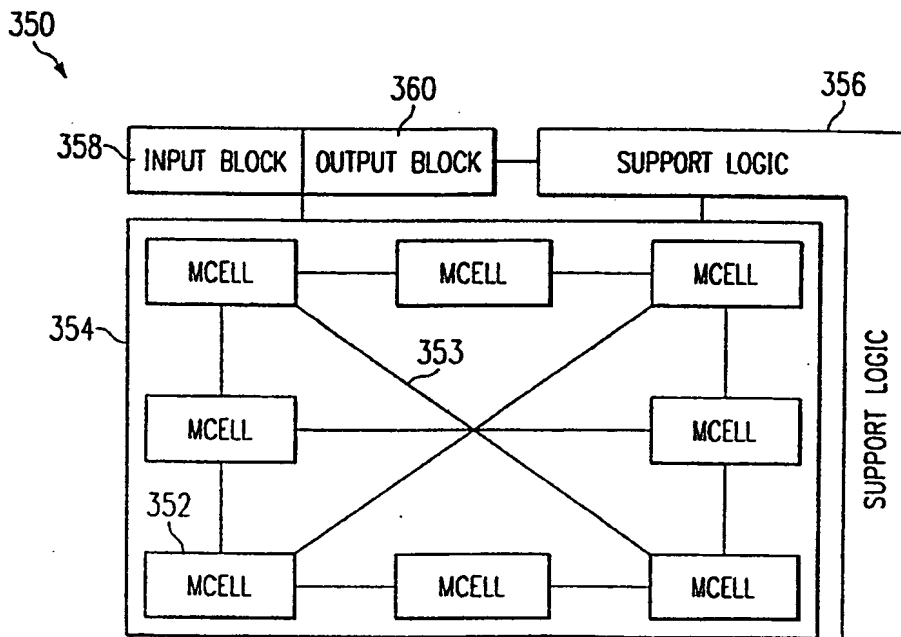 350
360
356
358
INPUT BLOCK
OUTPUT BLOCK
SUPPORT LOGIC
MCELL
MCELL
MCELL
354
353
SUPPORT LOGIC
MCELL
MCELL
352
MCELL
MCELL
MCELL